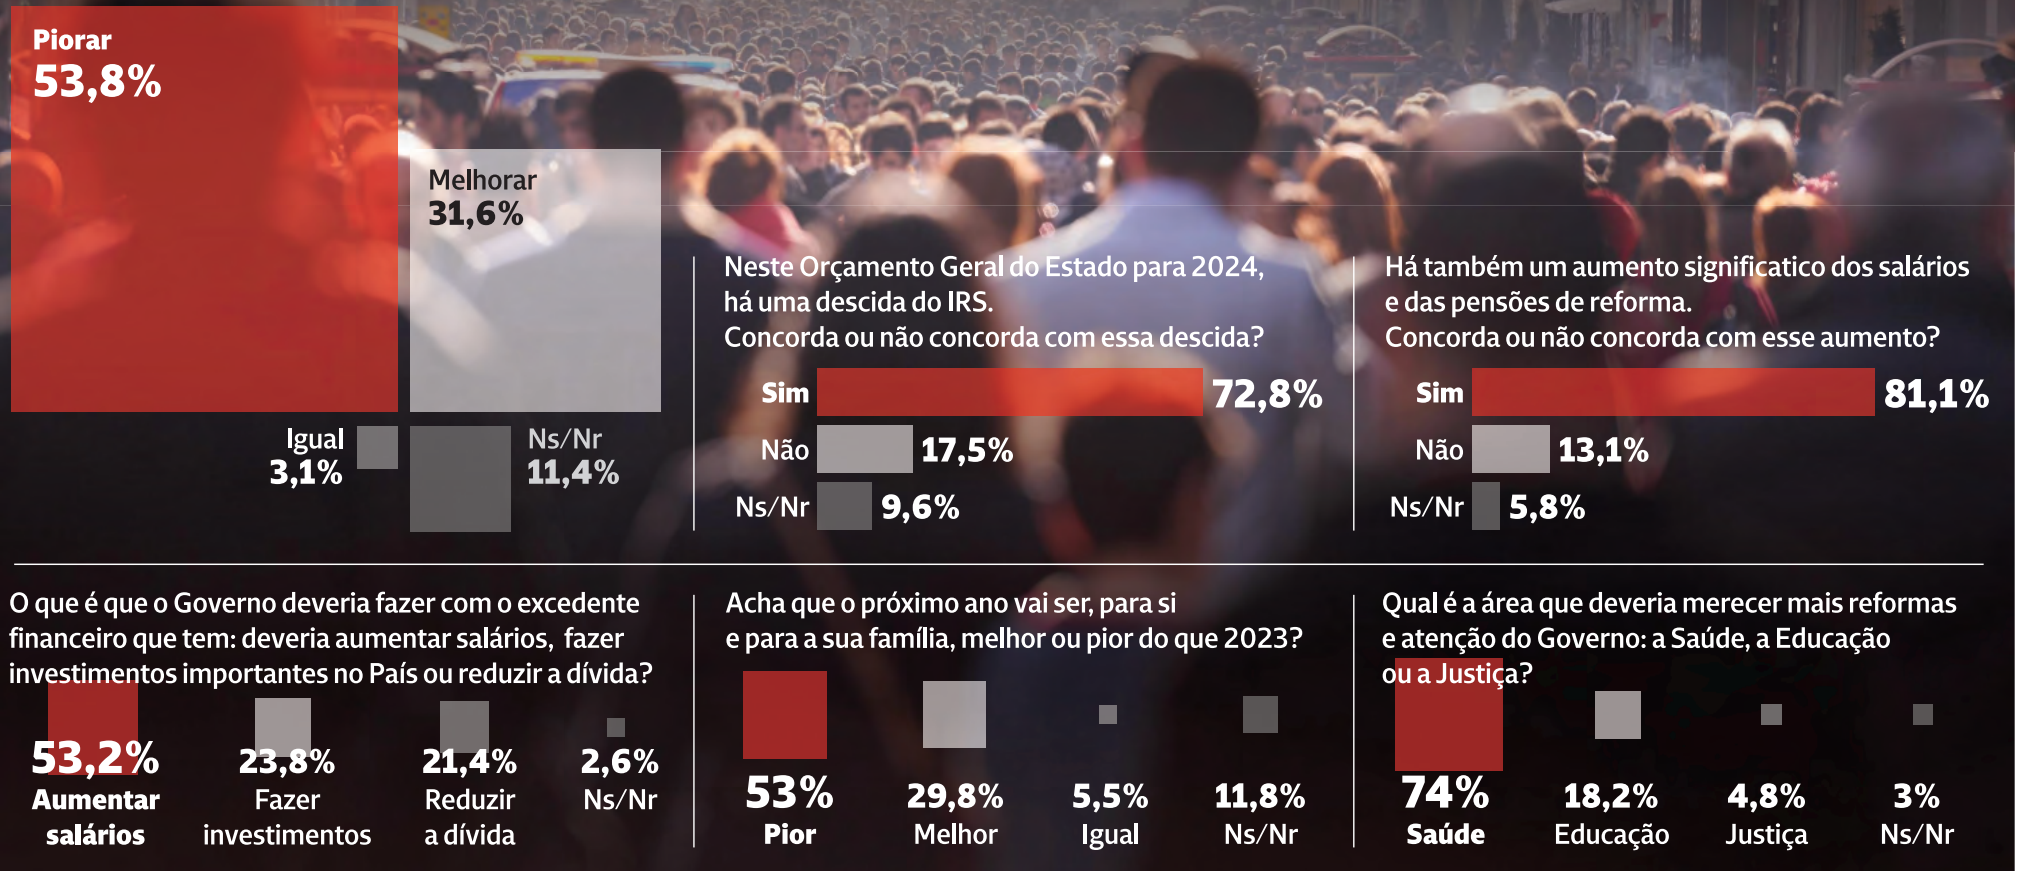 Piorar
53,8%
Melhorar
31,6%
Igual
3,1%
Ns/Nr
11,4%
Neste Orçamento Geral do Estado para 2024,
há uma descida do IRS.
Concorda ou não concorda com essa descida?
Sim 72,8%
Não 17,5%
Ns/Nr 9,6%
Há também um aumento significatico dos salários
e das pensões de reforma.
Concorda ou não concorda com esse aumento?
Sim 81,1%
Não 13,1%
Ns/Nr 5,8%
O que é que o Governo deveria fazer com o excedente
financeiro que tem: deveria aumentar salários, fazer
investimentos importantes no País ou reduzir a dívida?
53,2%
Aumentar
salários
23,8%
Fazer
investimentos
21,4%
Reduzir
a dívida
2,6%
Ns/Nr
Acha que o próximo ano vai ser, para si
e para a sua família, melhor ou pior do que 2023?
53%
Pior
29,8%
Melhor
5,5%
Igual
11,8%
Ns/Nr
Qual é a área que deveria merecer mais reformas
e atenção do Governo: a Saúde, a Educação
ou a Justiça?
74%
Saúde
18,2%
Educação
4,8%
Justiça
3%
Ns/Nr